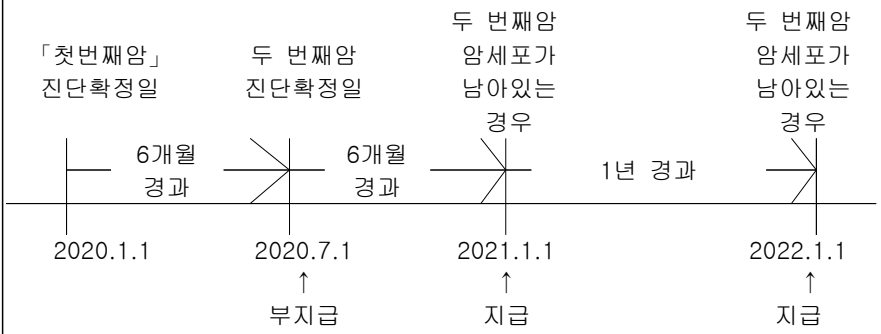 「첫번째암」
진단확정일
두 번째암
진단확정일
두 번째암
암세포가
남아있는
경우
두 번째암
암세포가
남아있는
경우
6개월
경과
6개월
경과
1년 경과
2020.1.1
2020.7.1
2021.1.1
2022.1.1
↑
↑
↑
부지급
지급
지급